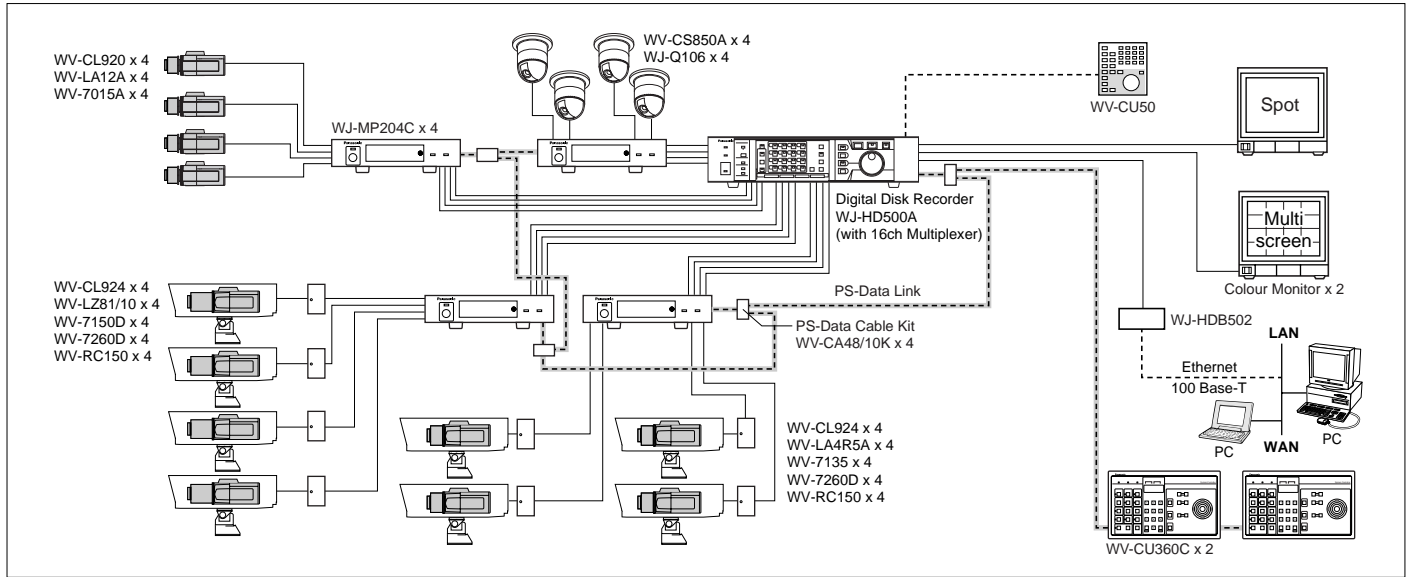 WV-CL920 x 4
WV-LA12A x 4
WV-7015A x 4
WV-CS850A x 4
WJ-Q106 x 4
WJ-MP204C x 4
Panasonic
Panasonic
Panasonic
WV-CU50
Spot
Digital Disk Recorder
WJ-HD500A
(with 16ch Multiplexer)
Multi
screen
Colour Monitor x 2
WV-CL924 x 4
WV-LZ81/10 x 4
WV-7150D x 4
WV-7260D x 4
WV-RC150 x 4
Panasonic
Panasonic
PS-Data Link
PS-Data Cable Kit
WV-CA48/10K x 4
WJ-HDB502
LAN
Ethernet
100 Base-T
PC
WAN
PC
WV-CL924 x 4
WV-LA4R5A x 4
WV-7135 x 4
WV-7260D x 4
WV-RC150 x 4
WV-CU360C x 2